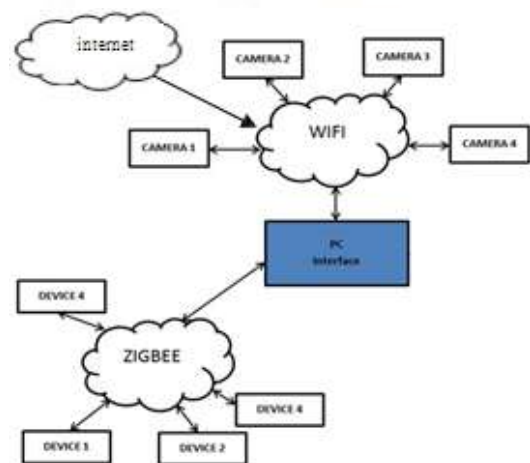 internet
CAMERA 2
CAMERA 3
WIFI
CAMERA 1
CAMERA 4
PC
Interface
DEVICE 4
ZIGBEE
DEVICE 4
DEVICE 1
DEVICE 2